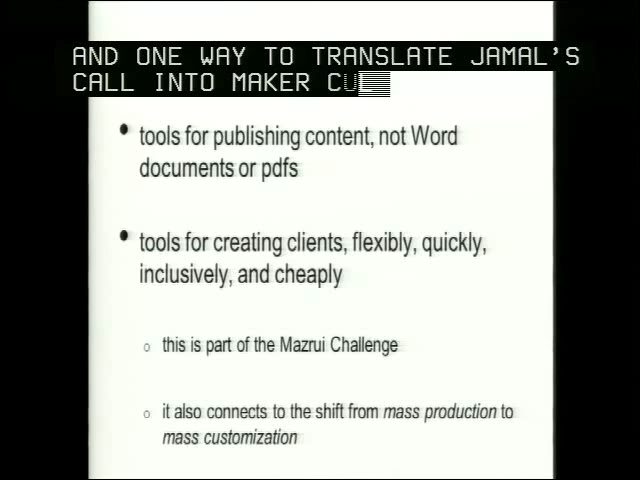 AND ONE WAY TO TRANSLATE JAMAL'S
CALL INTO MAKER CUL
• tools for publishing content, not Word
documents or pdfs
• tools for creating clients, flexibly, quickly,
inclusively, and cheaply
o this is part of the Mazrui Challenge
o it also connects to the shift from mass production to
mass customization